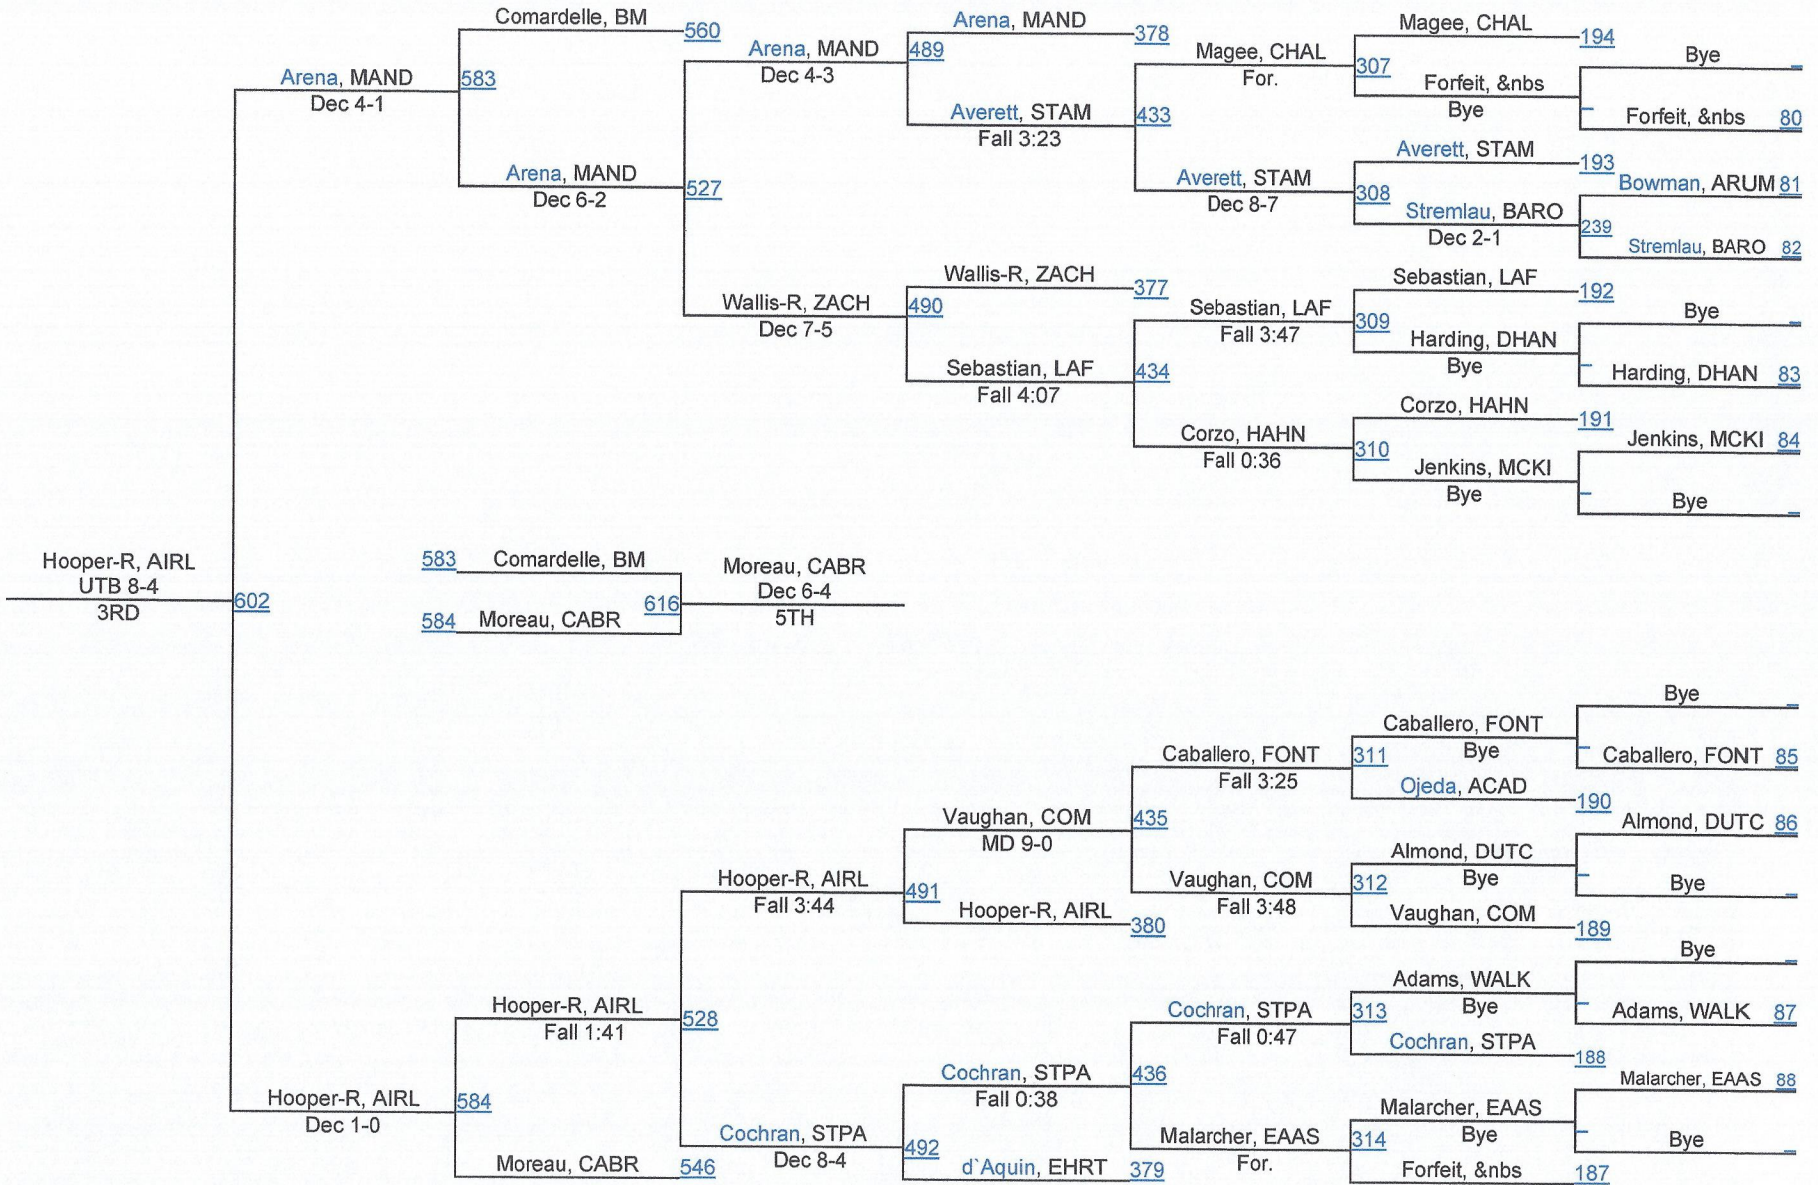 Comardelle, BM
560
Arena, MAND
Dec 4-1
583
Arena, MAND
Dec 6-2
527
Arena, MAND
Dec 4-3
489
Arena, MAND
378
Averett, STAM
Fall 3:23
433
Magee, CHAL
For.
307
Magee, CHAL
194
Forfeit, &nbs
Bye
Bye
Forfeit, &nbs 80
Averett, STAM
Dec 8-7
308
Averett, STAM
193
Stremlau, BARO
Dec 2-1
239
Bowman, ARUM 81
Stremlau, BARO 82
Wallis-R, ZACH
Dec 7-5
490
Wallis-R, ZACH
377
Sebastian, LAF
Fall 4:07
434
Sebastian, LAF
Fall 3:47
309
Sebastian, LAF
192
Harding, DHAN
Bye
Bye
Harding, DHAN 83
Corzo, HAHN
Fall 0:36
310
Corzo, HAHN
191
Jenkins, MCKI
Bye
Jenkins, MCKI 84
Bye
Hooper-R, AIRL
UTB 8-4
3RD
602
583
Comardelle, BM
584
Moreau, CABR
616
Moreau, CABR
Dec 6-4
5TH
Bye
Caballero, FONT
Bye
Caballero, FONT 85
Caballero, FONT
Fall 3:25
311
Ojeda, ACAD
190
Vaughan, COM
MD 9-0
435
Almond, DUTC 86
Almond, DUTC
Bye
Bye
Vaughan, COM
Fall 3:48
312
Vaughan, COM
189
Hooper-R, AIRL
Fall 3:44
491
Hooper-R, AIRL
380
Hooper-R, AIRL
Fall 1:41
528
Bye
Adams, WALK
Bye
Adams, WALK 87
Cochran, STPA
Fall 0:47
313
Cochran, STPA
188
Cochran, STPA
Fall 0:38
436
Malarcher, EAAS 88
Malarcher, EAAS
Bye
Bye
Malarcher, EAAS
For.
314
Forfeit, &nbs
187
Hooper-R, AIRL
Dec 1-0
584
Cochran, STPA
Dec 8-4
492
d`Aquin, EHRT
379
Moreau, CABR
546